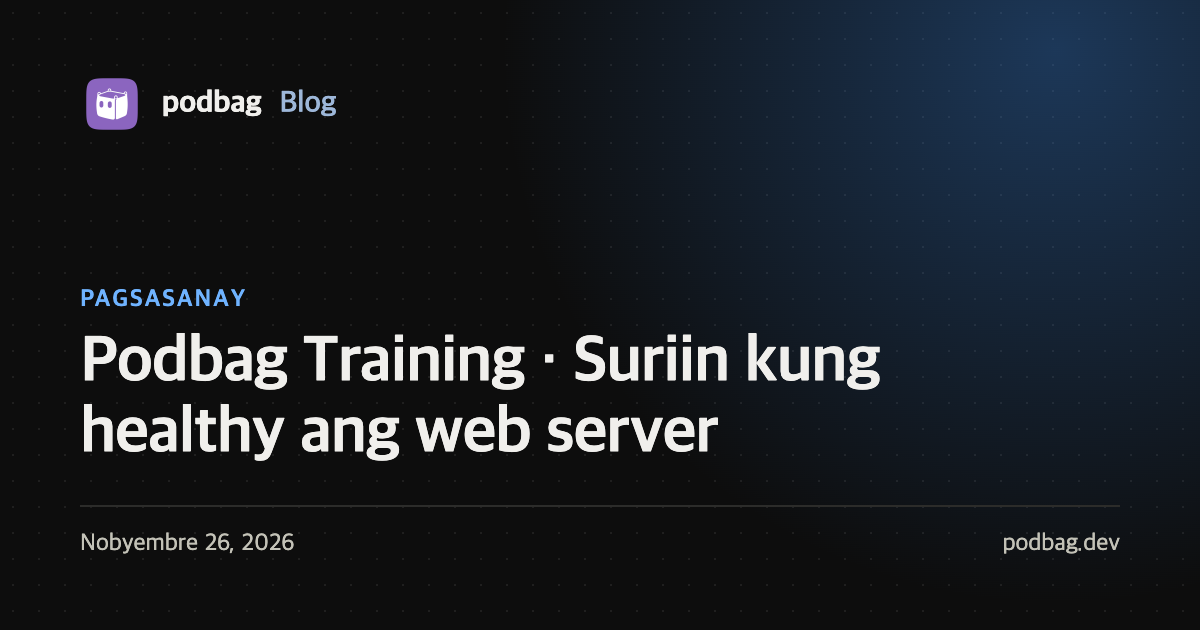 podbag Blog
PAGSASANAY
Podbag Training · Suriin kung
healthy ang web server
Nobyembre 26, 2026
podbag.dev